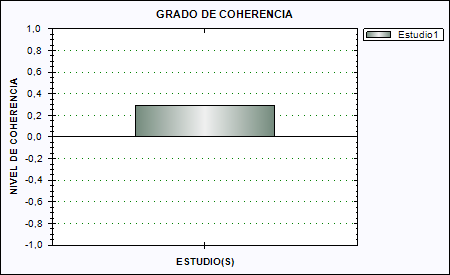 GRADO DE COHERENCIA
Estudio1
NIVEL DE COHERENCIA
1,0
0,8
0,6
0,4
0,2
0,0
-0,2
-0,4
-0,6
-0,8
-1,0
ESTUDIO(S)